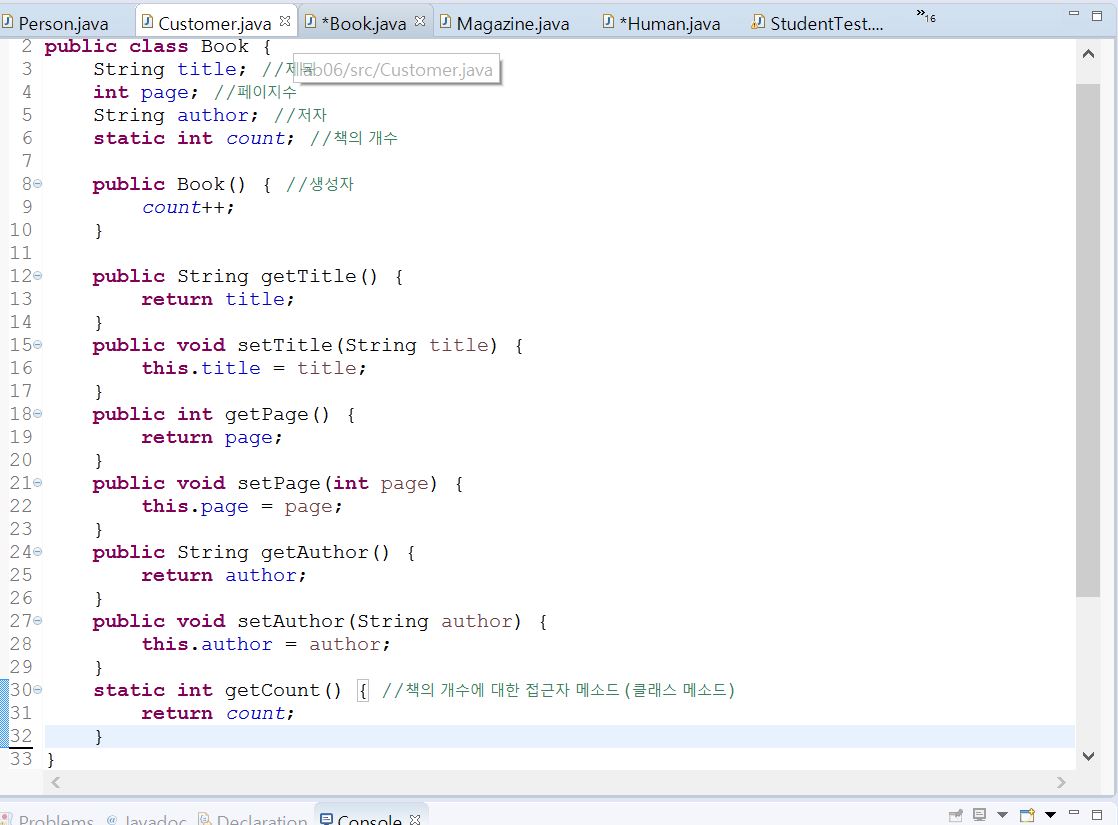 Person.java Customer.java *Book.java Magazine.java *Human.java StudentTest.... »16
2 public class Book {
3 String title; //제목
lab06/src/Customer.java
4 int page; //페이지수
5 String author; //저자
6 static int count; //책의 개수
7
8 public Book() { //생성자
9 count++;
10 }
11
12 public String getTitle() {
13 return title;
14 }
15 public void setTitle(String title) {
16 this.title = title;
17 }
18 public int getPage() {
19 return page;
20 }
21 public void setPage(int page) {
22 this.page = page;
23 }
24 public String getAuthor() {
25 return author;
26 }
27 public void setAuthor(String author) {
28 this.author = author;
29 }
30 static int getCount() { //책의 개수에 대한 접근자 메소드(클래스 메소드)
31 return count;
32 }
33 }
Problems @ Javadoc Declaration Console